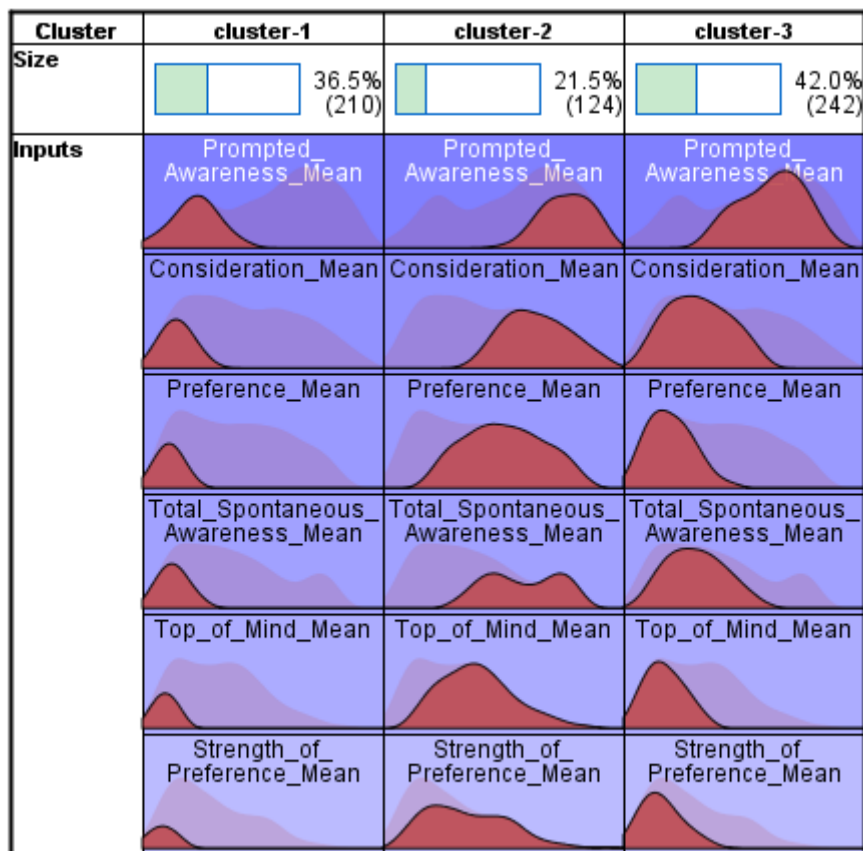 Cluster cluster-1 cluster-2 cluster-3
Size
36.5% 21.5% 42.0%
(210) (124) (242)
Inputs
Prompted_ Prompted_ Prompted_
Awareness_Mean Awareness_Mean Awareness_Mean
Consideration_Mean Consideration_Mean Consideration_Mean
Preference_Mean Preference_Mean Preference_Mean
Total_Spontaneous_ Total_Spontaneous_ Total_Spontaneous_
Awareness_Mean Awareness_Mean Awareness_Mean
Top_of_Mind_Mean Top_of_Mind_Mean Top_of_Mind_Mean
Strength_of_ Strength_of_ Strength_of_
Preference_Mean Preference_Mean Preference_Mean